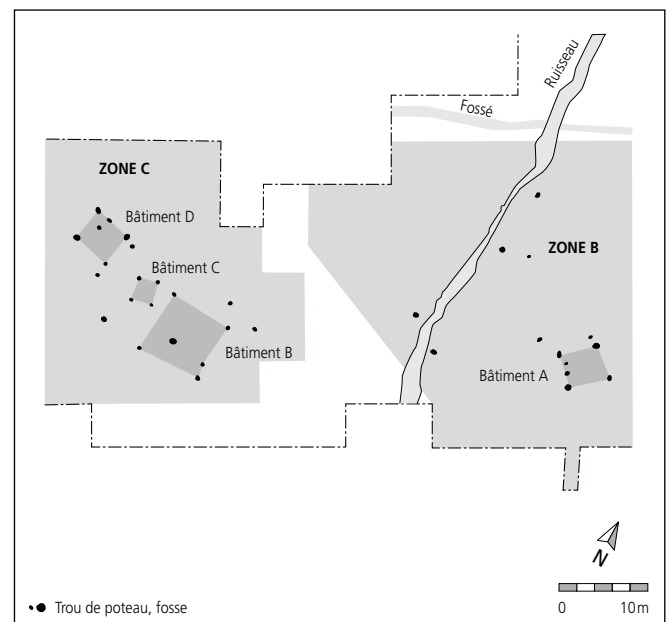 Ruisseau
Fossé
ZONE C
Bâtiment D
ZONE B
Bâtiment C
Bâtiment B
Bâtiment A
N
Trou de poteau, fosse
0 10 m